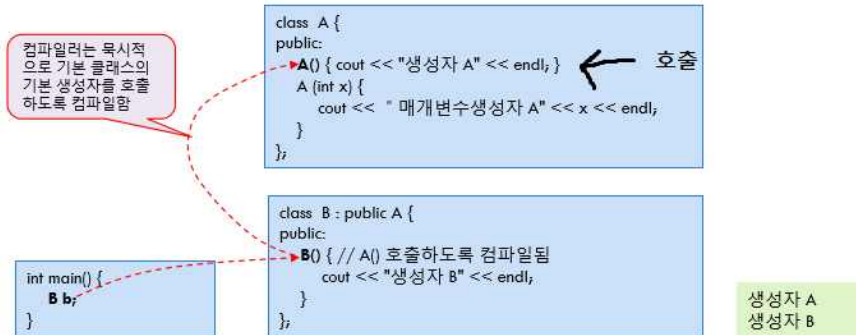 컴파일러는 묵시적
으로 기본 클래스의
기본 생성자를 호출
하도록 컴파일함
class A {
public:
A() { cout << "생성자 A" << endl; }
호출
A (int x) {
cout << " 매개변수생성자 A" << x << endl;
}
};
class B : public A {
public:
B() { // A() 호출하도록 컴파일됨
cout << "생성자 B" << endl;
}
};
int main() {
B b;
}
생성자 A
생성자 B